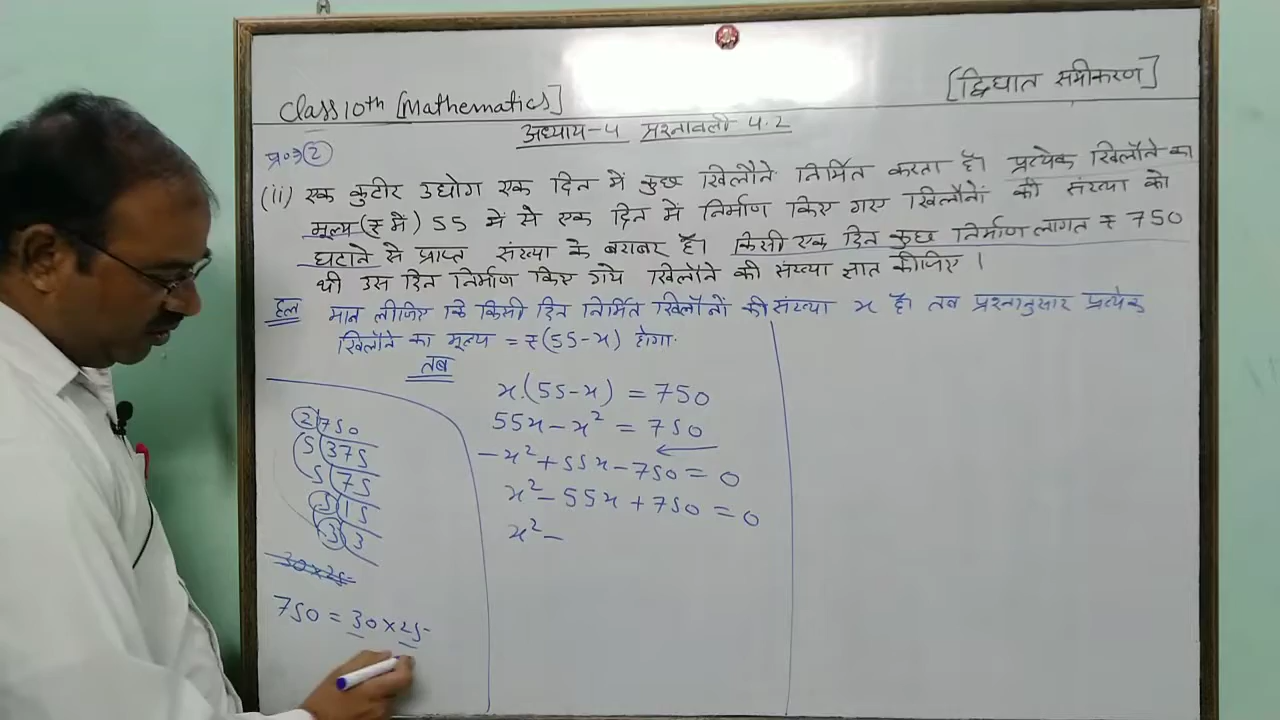 Class 10th [Mathematics]
[द्विघात समीकरण]
अध्याय-4 प्रश्नावली 4.2
प्र०३ (2)
(ii) एक कुटीर उद्योग एक दिन में कुछ खिलौने निर्मित करता है। प्रत्येक खिलौने का
मूल्य (₹ में) 55 में से एक दिन में निर्माण किए गए खिलौनों की संख्या को
घटाने से प्राप्त संख्या के बराबर है। किसी एक दिन कुछ निर्माण लागत ₹ 750
थी उस दिन निर्माण किए गये खिलौने की संख्या ज्ञात कीजिए।
हल मान लीजिए कि किसी दिन निर्मित खिलौनों की संख्या x है। तब प्रश्नानुसार प्रत्येक
खिलौने का मूल्य = ₹(55-x) होगा.
तब
x.(55-x) = 750
55x - x² = 750
-x² + 55x - 750 = 0
x² - 55x + 750 = 0
x² -
2 750
5 375
5 75
5 15
3 3
30×25
750 = 30×25